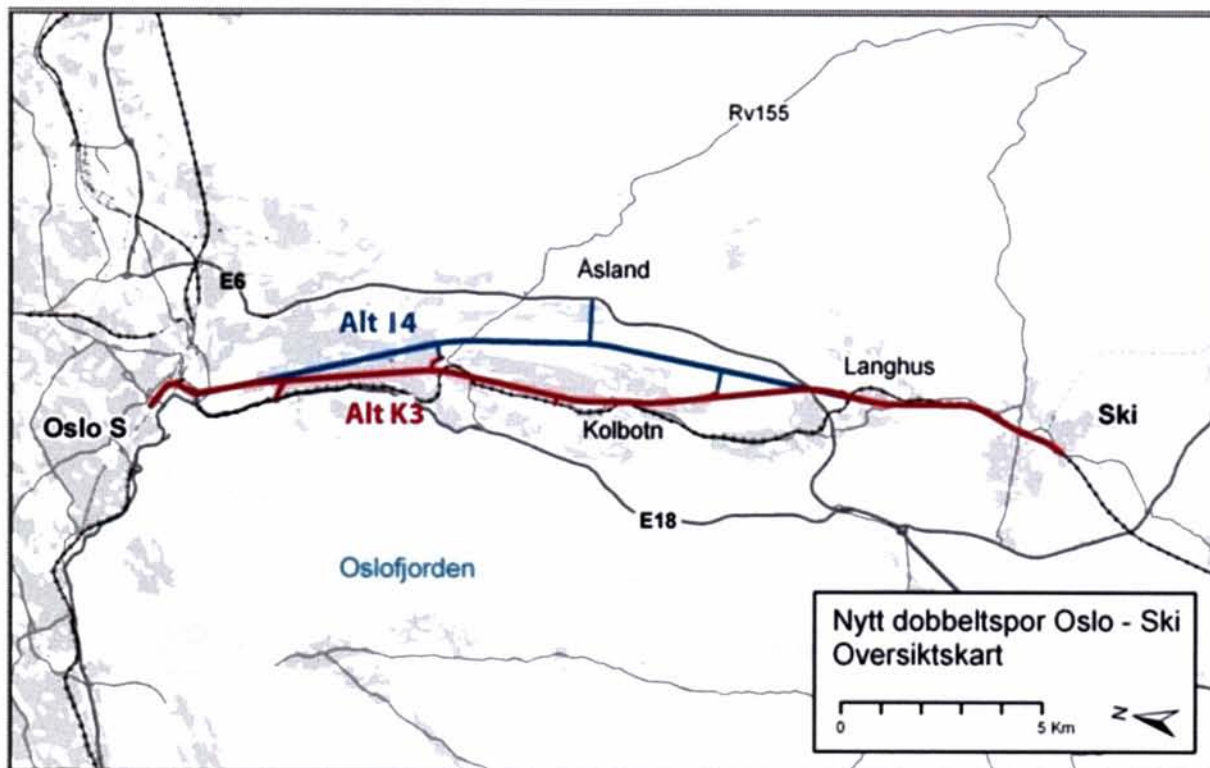 Rv155
Åsland
E6
Alt I4
Langhus
Oslo S
Alt K3
Kolbotn
Ski
E18
Oslofjorden
Nytt dobbeltspor Oslo - Ski
Oversiktskart
0
5 Km
N